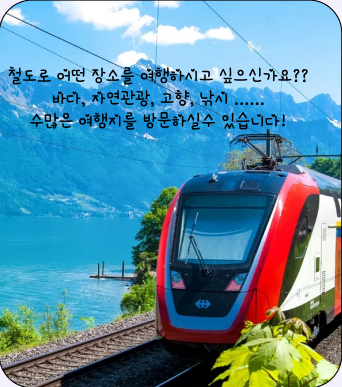 철도로 어떤 장소를 여행하시고 싶으신가요??
바다, 자연관광, 고향, 낚시 ......
수많은 여행지를 방문하실수 있습니다!